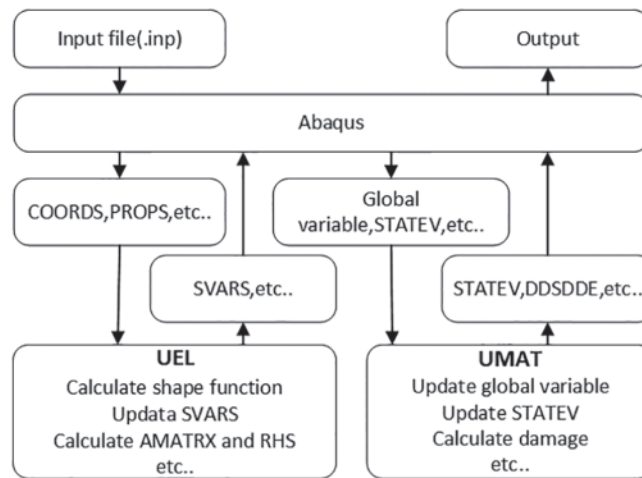 Input file(.inp)
Output
Abaqus
COORDS,PROPS,etc..
Global
variable,STATEV,etc..
SVARS,etc..
STATEV,DDSDDE,etc..
UEL
Calculate shape function
Updata SVARS
Calculate AMATRX and RHS
etc..
UMAT
Update global variable
Update STATEV
Calculate damage
etc..